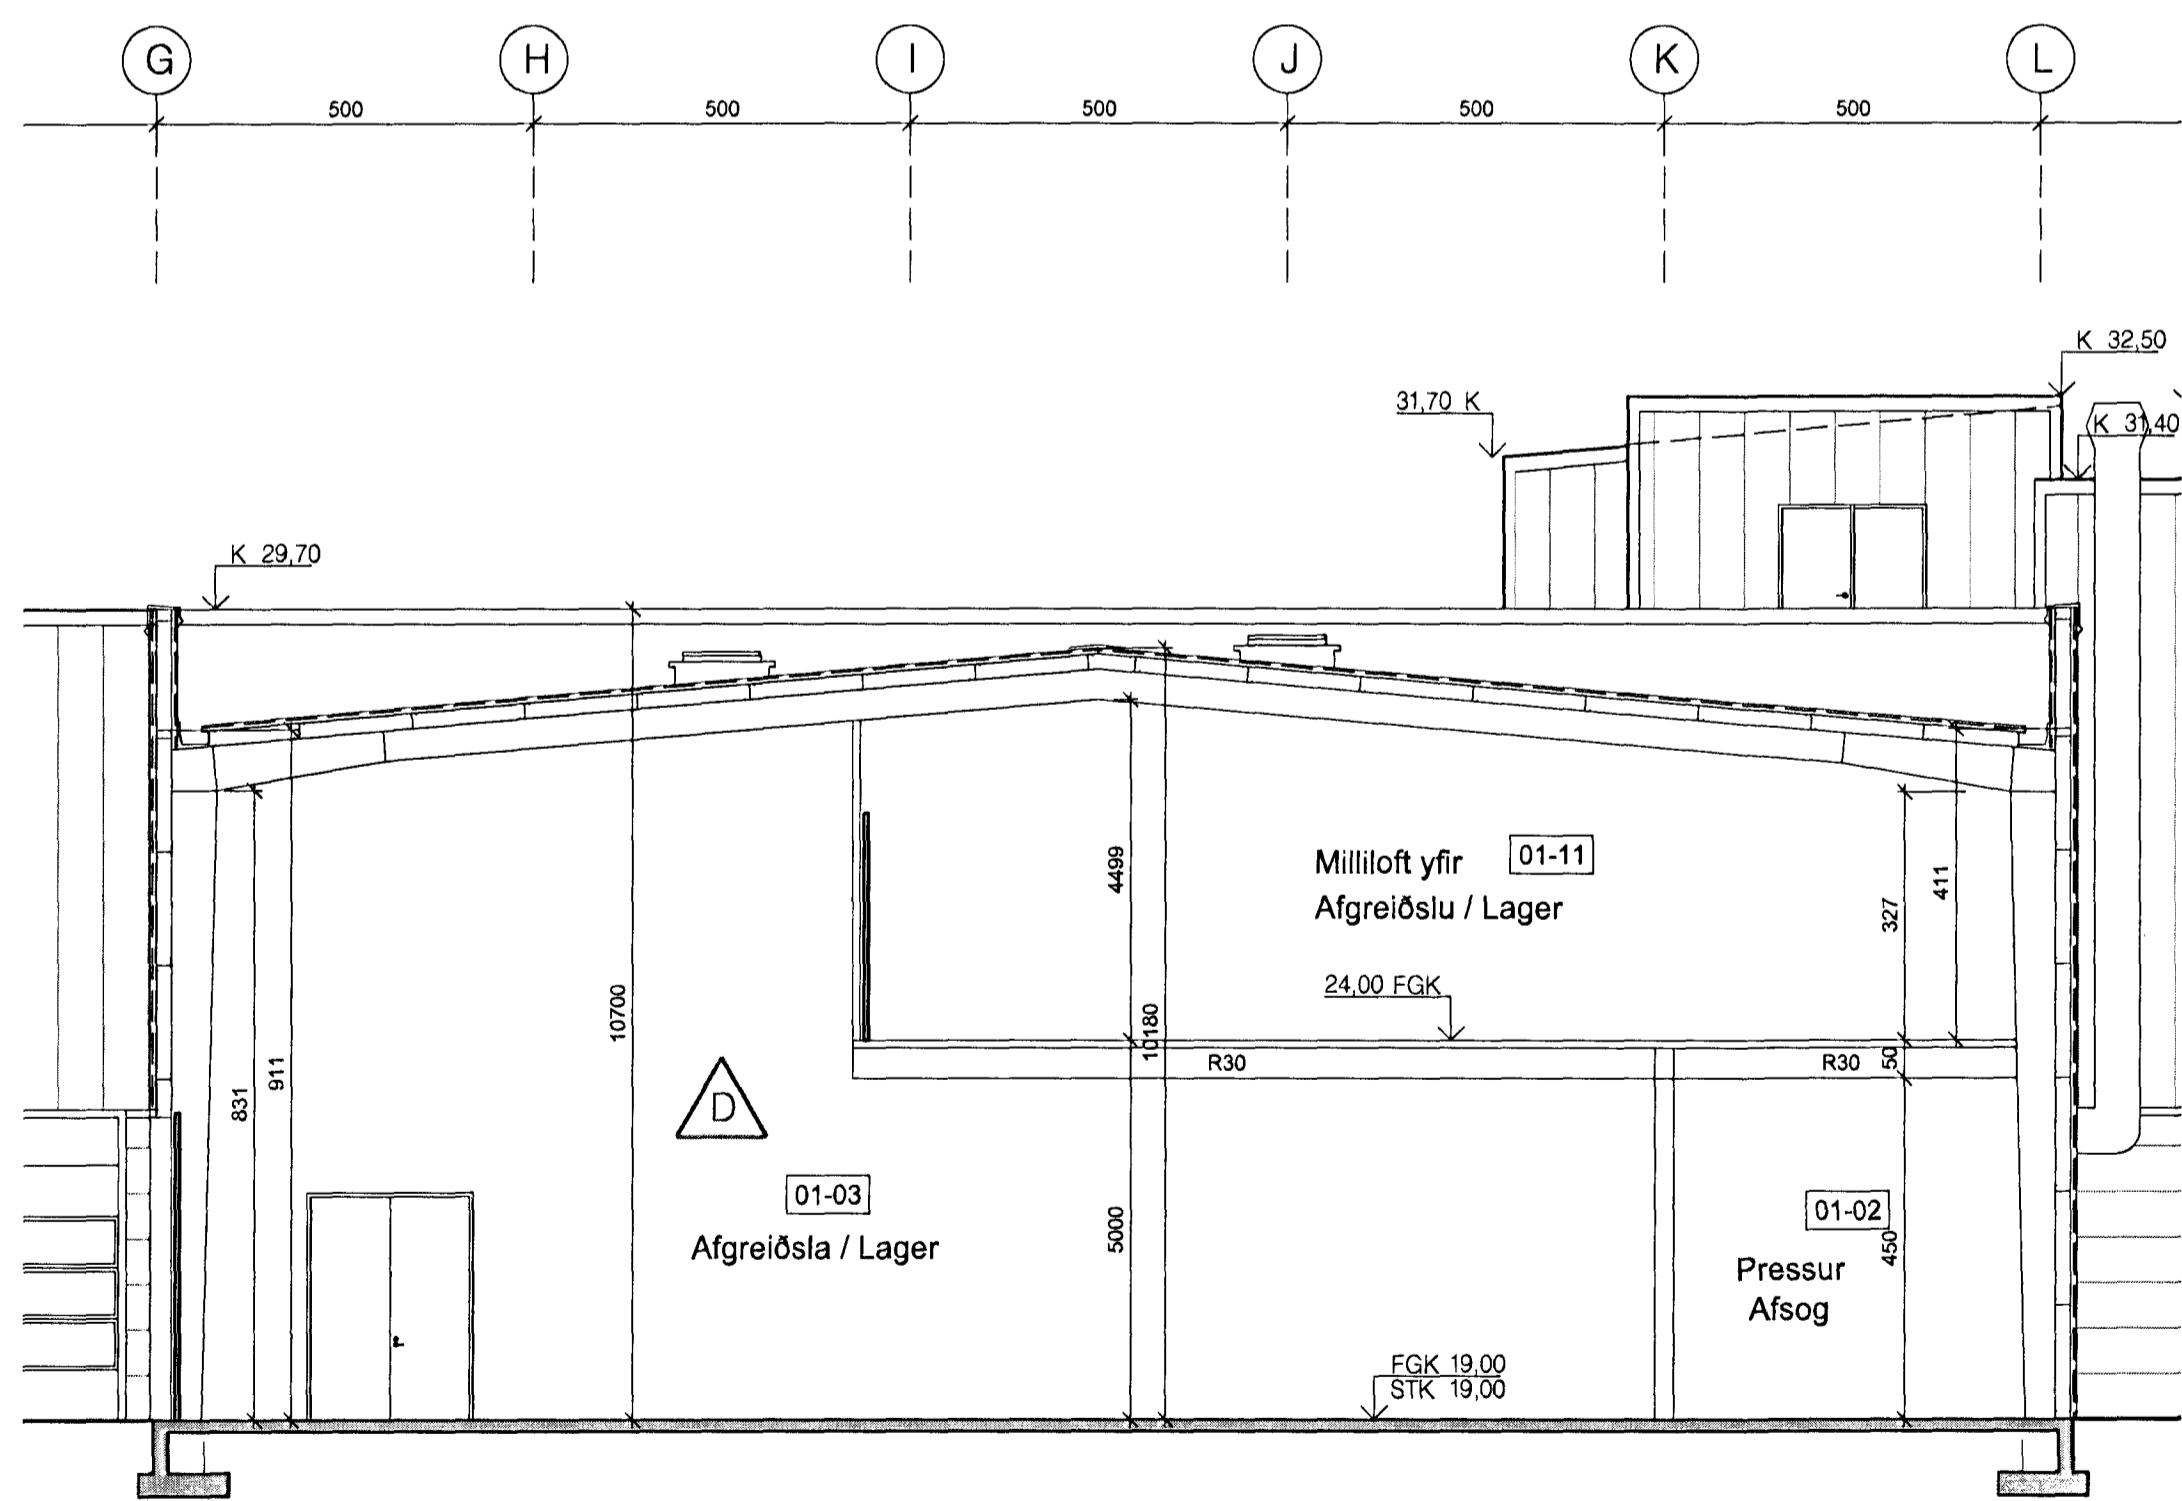 G H I J K L
500 500 500 500 500
K 32,50
31,70 K
K 31,40
K 29,70
4499
Milliloft yfir 01-11
Afgreiðslu / Lager
327
411
24,00 FGK
10700
10180
R30
R30
50
831
911
D
01-03
Afgreiðsla / Lager
5000
01-02
450
Pressur
Afsog
FGK 19,00
STK 19,00